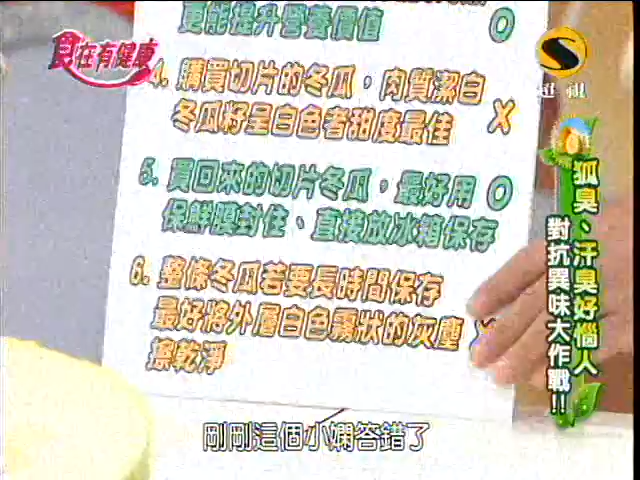 更能提升營養價值 O
食在有健康
超視
4. 購買切片的冬瓜，肉質潔白
冬瓜籽呈白色者甜度最佳 X
5. 買回來的切片冬瓜，最好用
保鮮膜封住、直接放冰箱保存 O
6. 整條冬瓜若要長時間保存
最好將外層白色霧狀的灰塵
擦乾淨 X
狐臭、汗臭好惱人
對抗異味大作戰!!
剛剛這個小嫻答錯了